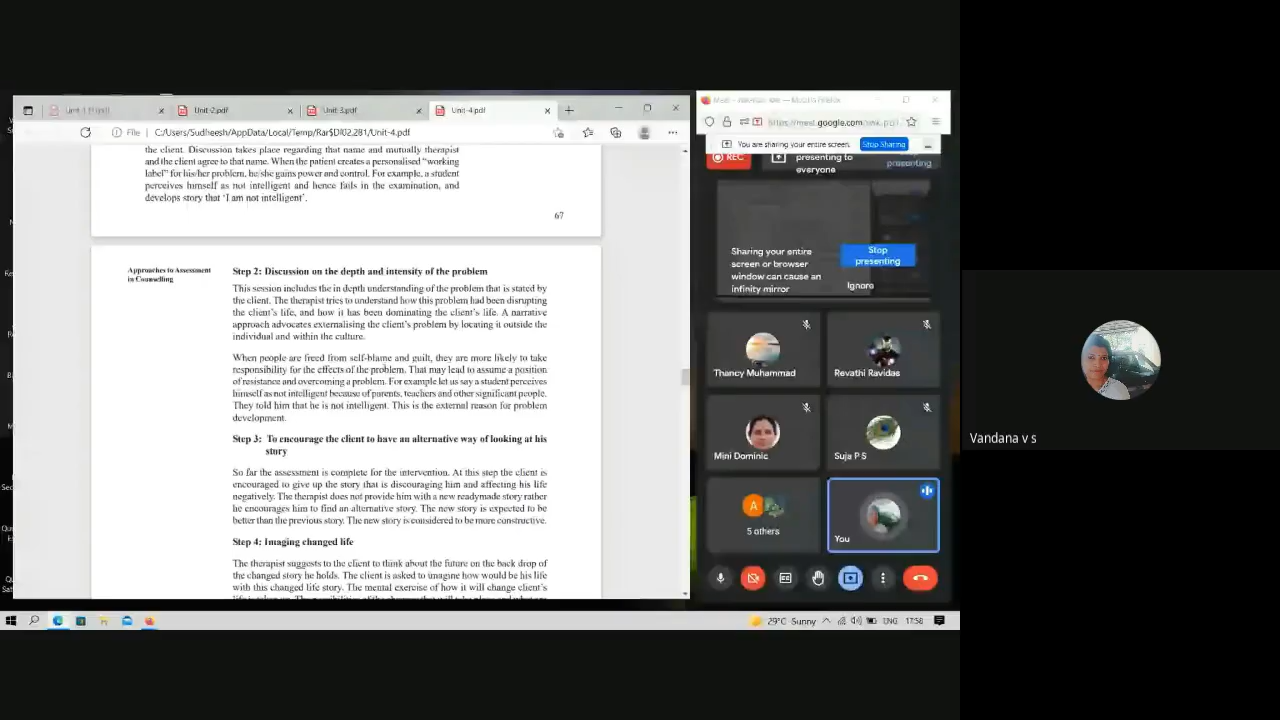 Unit-2.pdf
Unit-3.pdf
Unit-4.pdf
File
C:/Users/Sudheesh/AppData/Local/Temp/Rar$DI02.281/Unit-4.pdf
the client. Discussion takes place regarding that name and mutually therapist
and the client agree to that name. When the patient creates a personalised “working
label” for his/her problem, he/she gains power and control. For example, a student
perceives himself as not intelligent and hence fails in the examination, and
develops story that ‘I am not intelligent’.
67
Approaches to Assessment
in Counselling
Step 2: Discussion on the depth and intensity of the problem
This session includes the in depth understanding of the problem that is stated by
the client. The therapist tries to understand how this problem had been disrupting
the client's life, and how it has been dominating the client's life. A narrative
approach advocates externalising the client's problem by locating it outside the
individual and within the culture.
When people are freed from self-blame and guilt, they are more likely to take
responsibility for the effects of the problem. That may lead to assume a position
of resistance and overcoming a problem. For example let us say a student perceives
himself as not intelligent because of parents, teachers and other significant people.
They told him that he is not intelligent. This is the external reason for problem
development.
Step 3: To encourage the client to have an alternative way of looking at his
story
So far the assessment is complete for the intervention. At this step the client is
encouraged to give up the story that is discouraging him and affecting his life
negatively. The therapist does not provide him with a new readymade story rather
he encourages him to find an alternative story. The new story is expected to be
better than the previous story. The new story is considered to be more constructive.
Step 4: Imaging changed life
The therapist suggests to the client to think about the future on the back drop of
the changed story he holds. The client is asked to imagine how would be his life
with this changed life story. The mental exercise of how it will change client's
You are sharing your entire screen.
Stop Sharing
REC
presenting to
everyone
presenting
Sharing your entire
screen or browser
window can cause an
infinity mirror
Stop
presenting
Ignore
Thancy Muhammad
Revathi Ravidas
Mini Dominic
Suja P S
A
5 others
You
29°C Sunny
ENG
17:58
Vandana v s